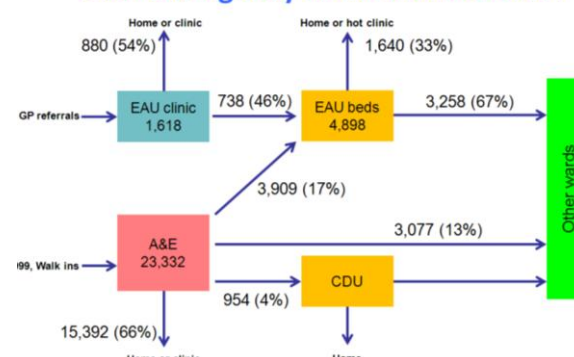 Home or clinic
Home or hot clinic
880 (54%)
1,640 (33%)
GP referrals
EAU clinic
1,618
738 (46%)
EAU beds
4,898
3,258 (67%)
Other wards
3,909 (17%)
A&E
23,332
3,077 (13%)
99, Walk ins
954 (4%)
CDU
15,392 (66%)